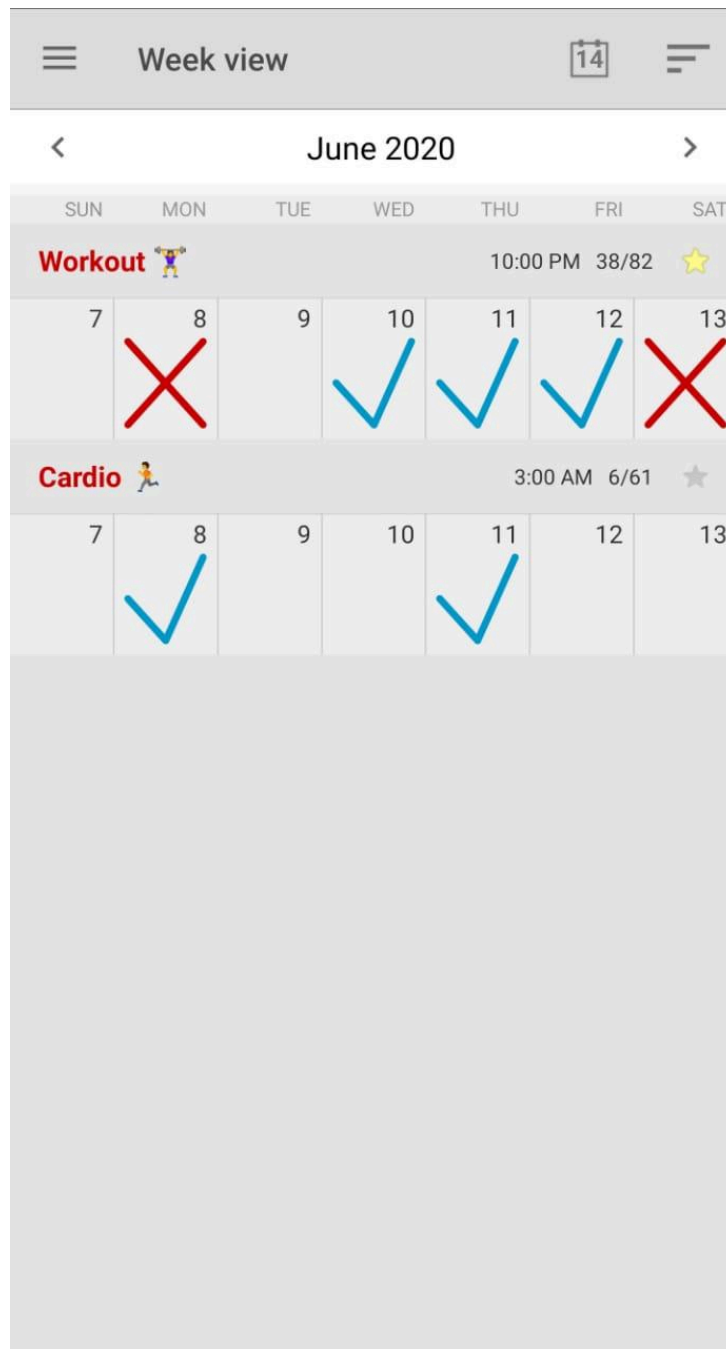 Week view 14
June 2020
SUN MON TUE WED THU FRI SAT
Workout 10:00 PM 38/82
7 8 9 10 11 12 13
Cardio 3:00 AM 6/61
7 8 9 10 11 12 13